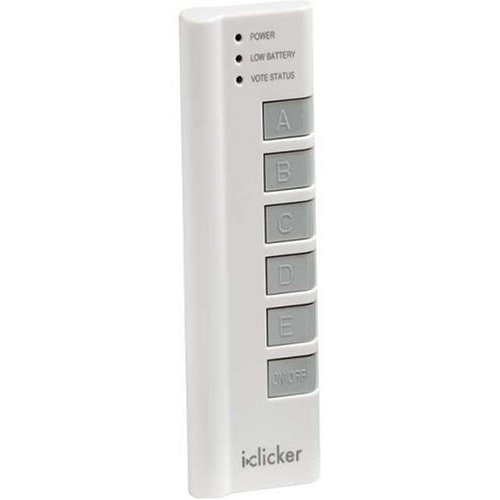 POWER
LOW BATTERY
VOTE STATUS
A
B
C
D
E
ON/OFF
i>clicker